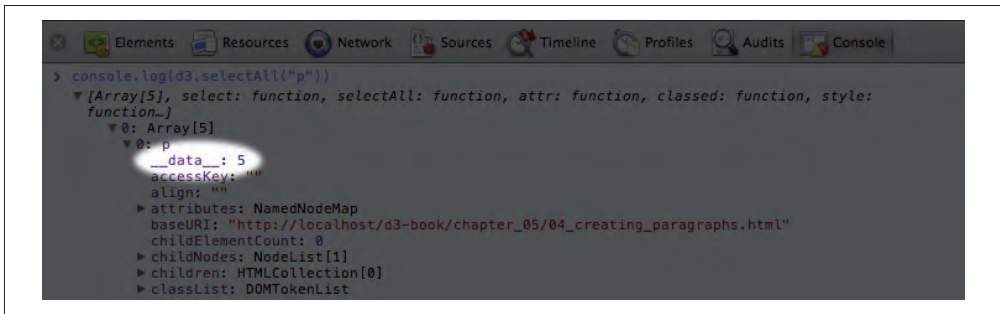 Elements Resources Network Sources Timeline Profiles Audits Console
> console.log(d3.selectAll("p"))
▼ [Array[5], select: function, selectAll: function, attr: function, classed: function, style:
function…]
▼ 0: Array[5]
▼ 0: p
__data__: 5
accessKey: ""
align: ""
▶ attributes: NamedNodeMap
baseURI: "http://localhost/d3-book/chapter_05/04_creating_paragraphs.html"
childElementCount: 0
▶ childNodes: NodeList[1]
▶ children: HTMLCollection[0]
▶ classList: DOMTokenList